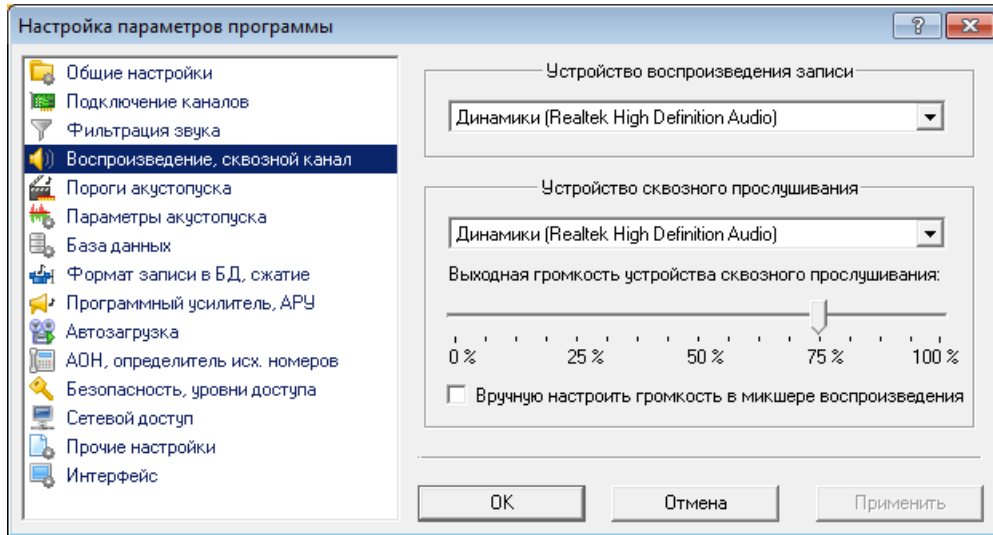 Настройка параметров программы
Общие настройки
Подключение каналов
Фильтрация звука
Воспроизведение, сквозной канал
Пороги акустопуска
Параметры акустопуска
База данных
Формат записи в БД, сжатие
Программный усилитель, АРУ
Автозагрузка
АОН, определитель исх. номеров
Безопасность, уровни доступа
Сетевой доступ
Прочие настройки
Интерфейс
Устройство воспроизведения записи
Динамики (Realtek High Definition Audio)
Устройство сквозного прослушивания
Динамики (Realtek High Definition Audio)
Выходная громкость устройства сквозного прослушивания:
0 % 25 % 50 % 75 % 100 %
Вручную настроить громкость в микшере воспроизведения
OK Отмена Применить